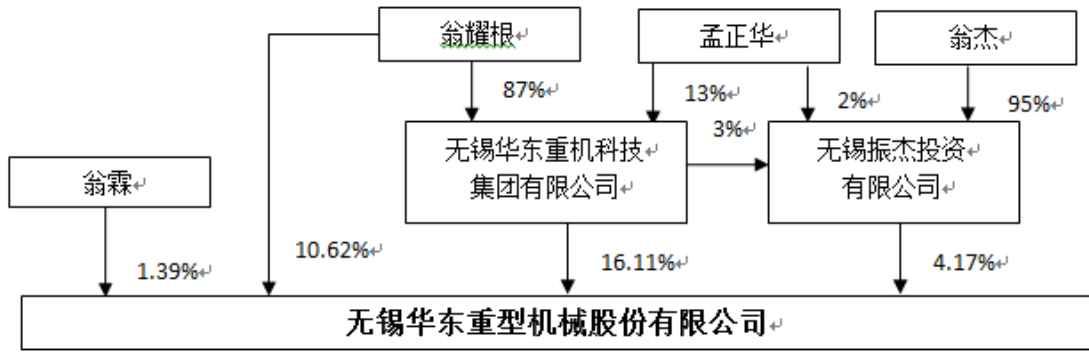 翁耀根
孟正华
翁杰
87%
13%
2%
95%
3%
无锡华东重机科技
集团有限公司
无锡振杰投资
有限公司
翁霖
1.39%
10.62%
16.11%
4.17%
无锡华东重型机械股份有限公司